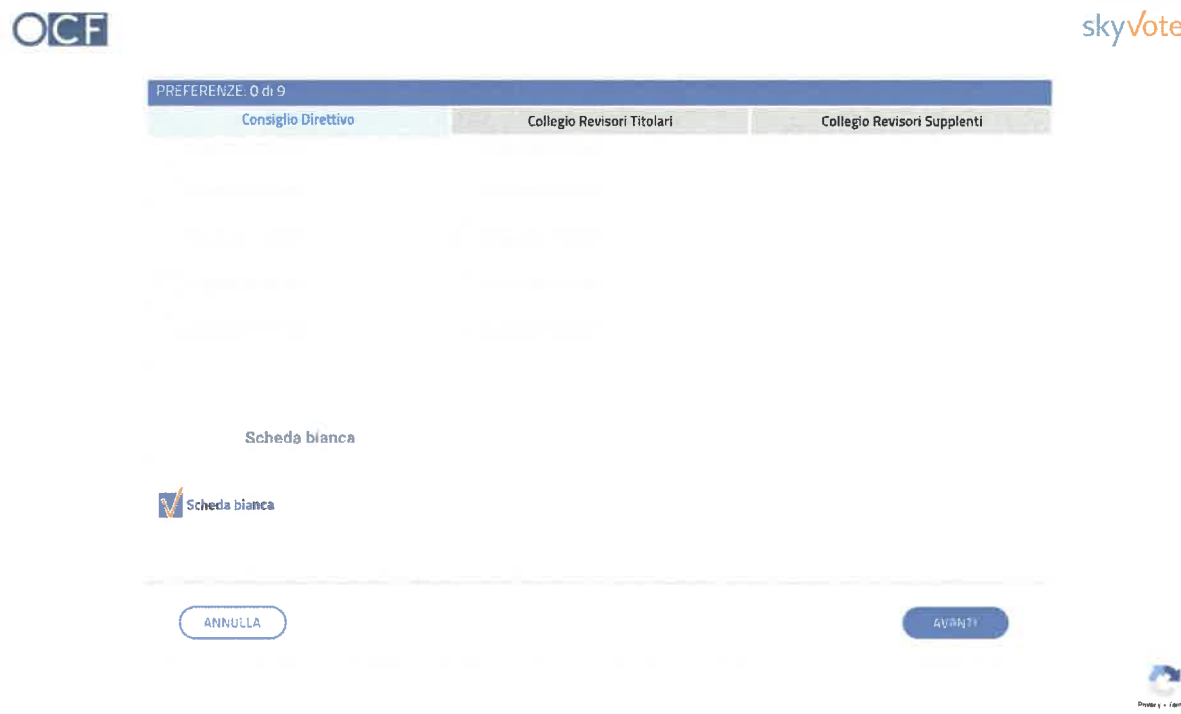 OCF
skyvote
PREFERENZE: 0 di 9
Consiglio Direttivo
Collegio Revisori Titolari
Collegio Revisori Supplenti
Scheda bianca
Scheda bianca
ANNULLA
AVANTI
Privacy